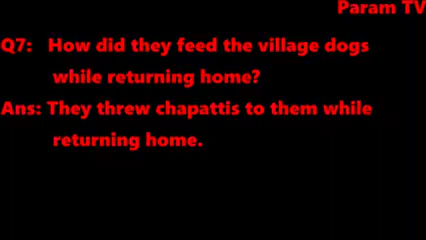 Param TV
Q7: How did they feed the village dogs
while returning home?
Ans: They threw chapattis to them while
returning home.